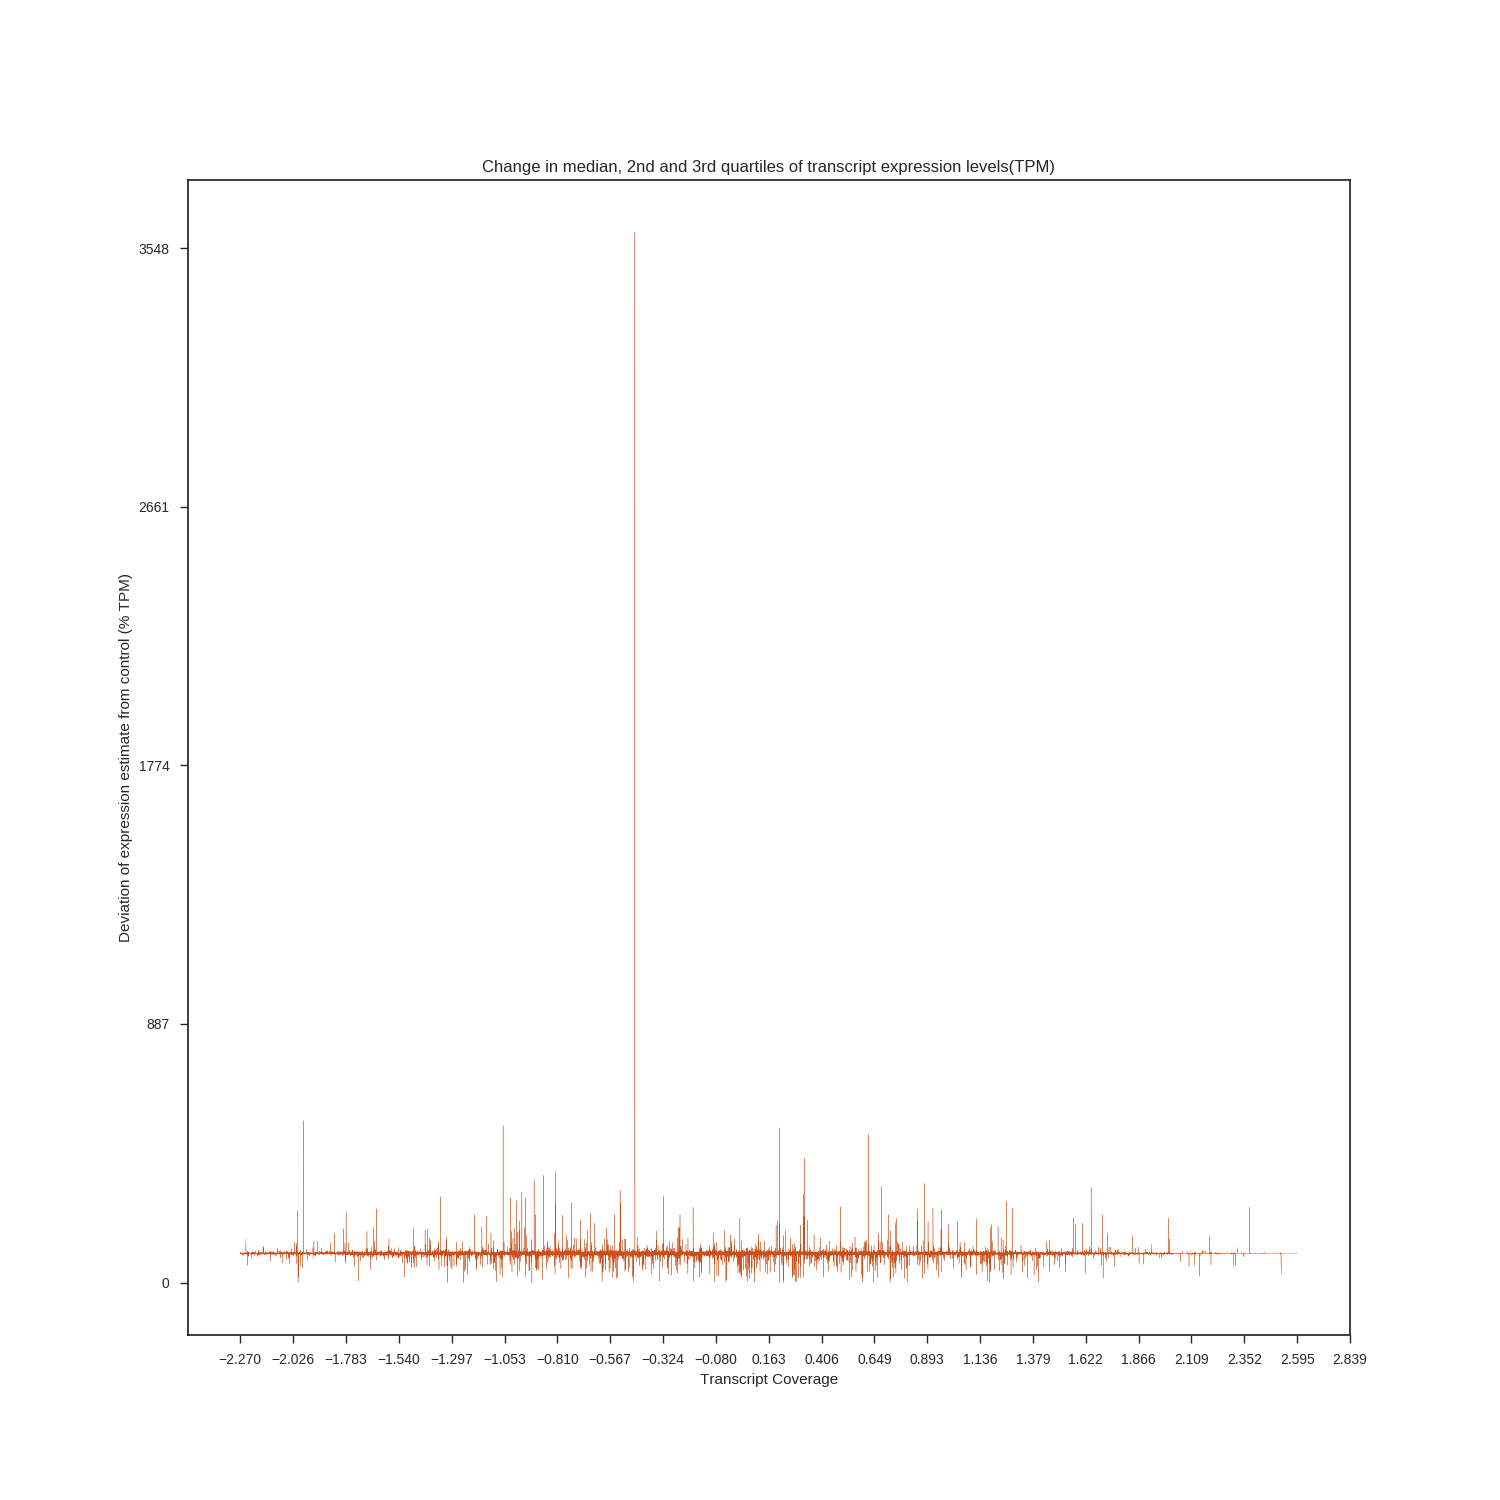 Change in median, 2nd and 3rd quartiles of transcript expression levels(TPM)
3548
2661
1774
887
0
Deviation of expression estimate from control (% TPM)
−2.270 −2.026 −1.783 −1.540 −1.297 −1.053 −0.810 −0.567 −0.324 −0.080 0.163 0.406 0.649 0.893 1.136 1.379 1.622 1.866 2.109 2.352 2.595 2.839
Transcript Coverage